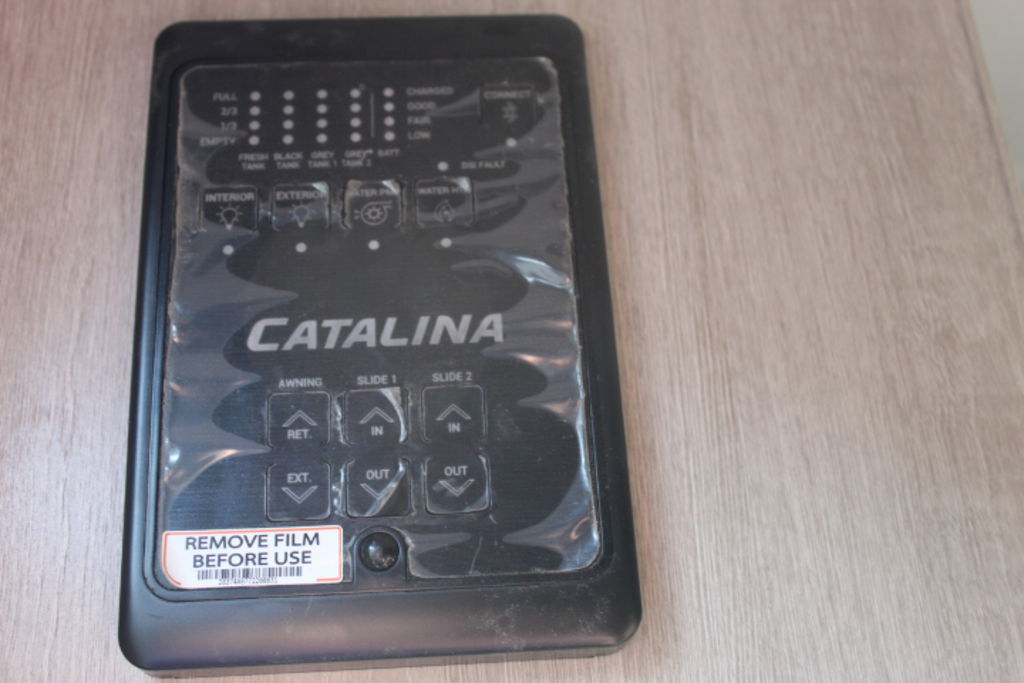 FULL CHARGED
2/3 GOOD
1/3 FAIR
EMPTY LOW
CONNECT
FRESH TANK BLACK TANK GREY TANK 1 GREY TANK 2 BATT
DSI FAULT
INTERIOR EXTERIOR WATER PMP WATER
CATALINA
AWNING SLIDE 1 SLIDE 2
RET. IN IN
EXT. OUT OUT
REMOVE FILM
BEFORE USE